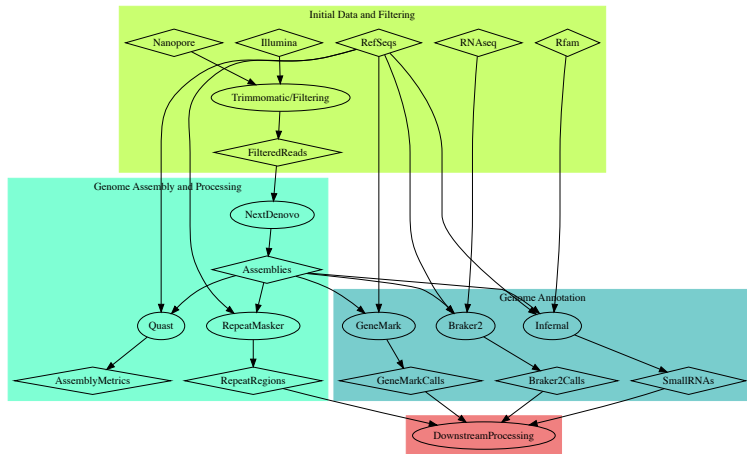 Initial Data and Filtering
Nanopore
Illumina
RefSeqs
RNAseq
Rfam
Trimmomatic/Filtering
FilteredReads
Genome Assembly and Processing
NextDenovo
Assemblies
Genome Annotation
Quast
RepeatMasker
GeneMark
Braker2
Infernal
AssemblyMetrics
RepeatRegions
GeneMarkCalls
Braker2Calls
SmallRNAs
DownstreamProcessing